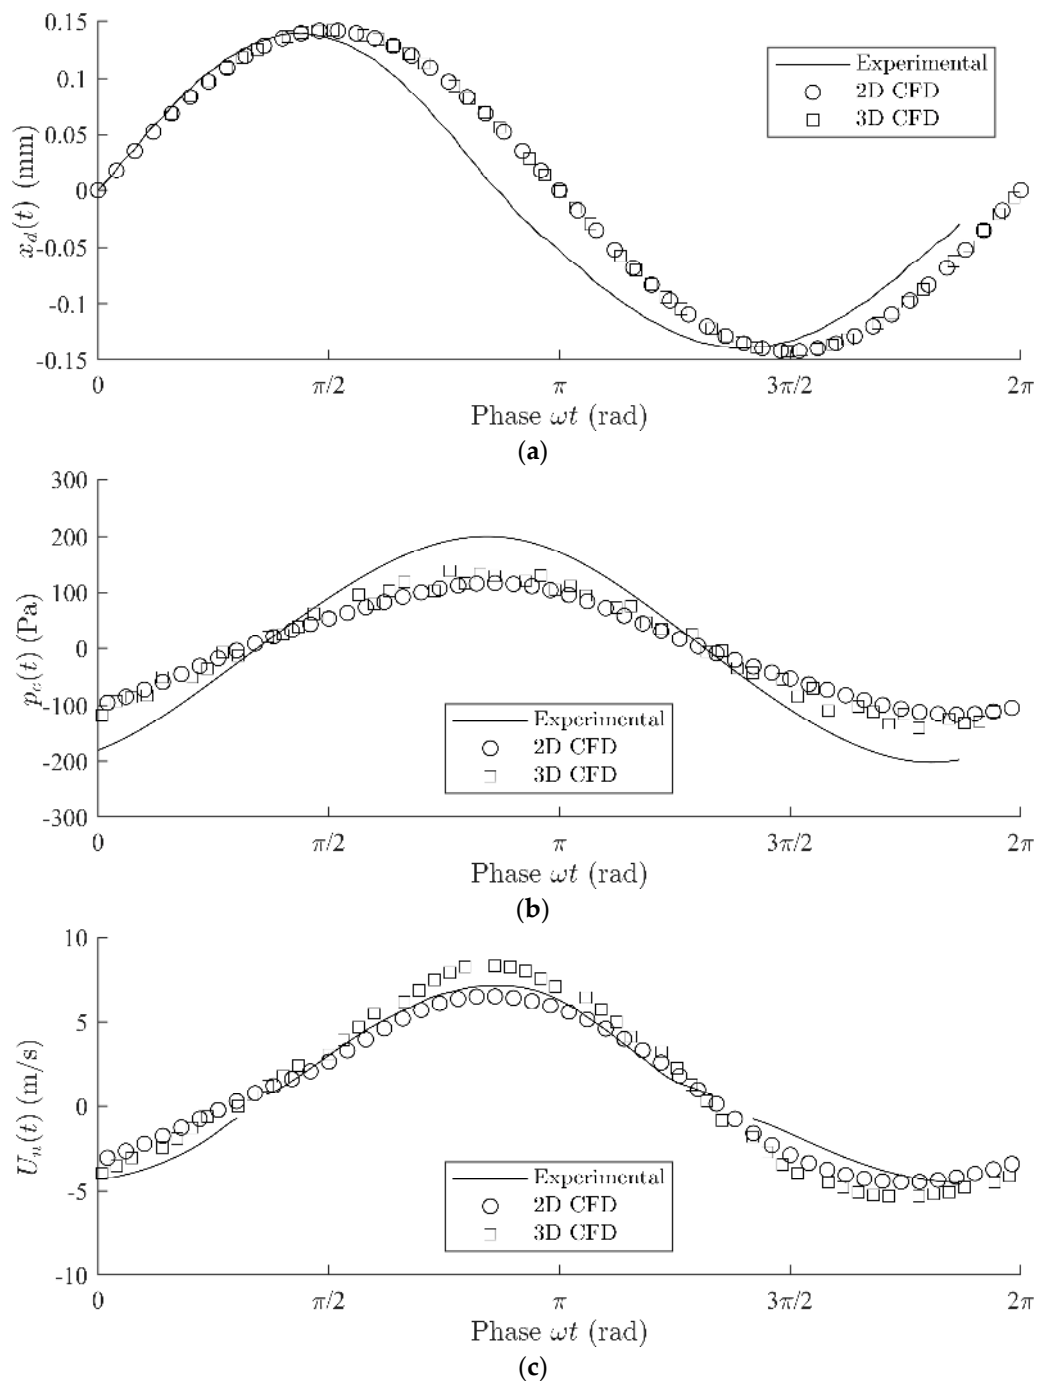 0.15
0.1
0.05
0
-0.05
-0.1
-0.15
x_d(t) (mm)
Experimental
2D CFD
3D CFD
0 π/2 π 3π/2 2π
Phase ωt (rad)
(a)
300
200
100
0
-100
-200
-300
p_c(t) (Pa)
Experimental
2D CFD
3D CFD
0 π/2 π 3π/2 2π
Phase ωt (rad)
(b)
10
5
0
-5
-10
U_n(t) (m/s)
Experimental
2D CFD
3D CFD
0 π/2 π 3π/2 2π
Phase ωt (rad)
(c)